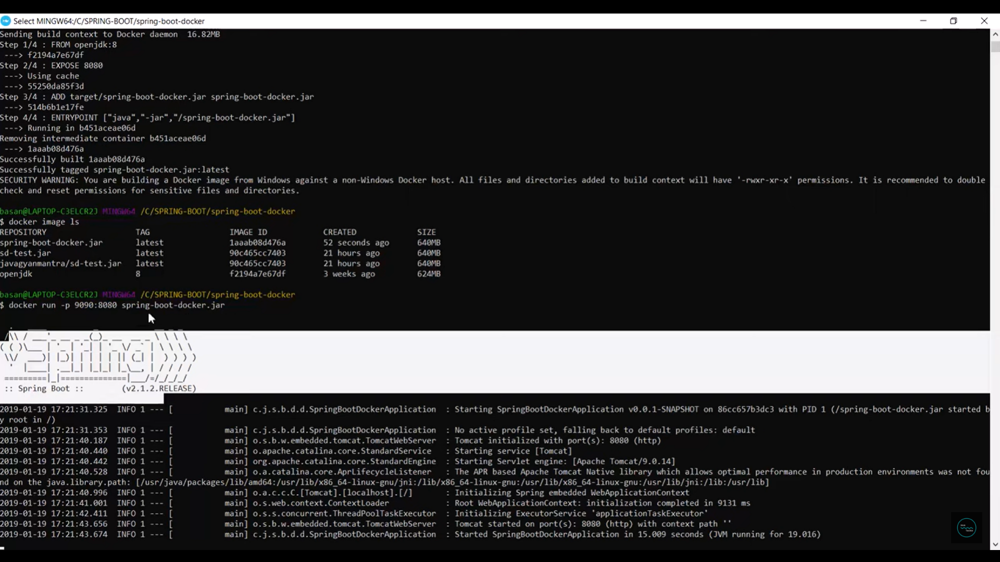 Select MINGW64:/C/SPRING-BOOT/spring-boot-docker
Sending build context to Docker daemon  16.82MB
Step 1/4 : FROM openjdk:8
 ---> f2194a7e67df
Step 2/4 : EXPOSE 8080
 ---> Using cache
 ---> 55250da85f3d
Step 3/4 : ADD target/spring-boot-docker.jar spring-boot-docker.jar
 ---> 514b6b1e17fe
Step 4/4 : ENTRYPOINT ["java","-jar","/spring-boot-docker.jar"]
 ---> Running in b451aceae06d
Removing intermediate container b451aceae06d
 ---> 1aaab08d476a
Successfully built 1aaab08d476a
Successfully tagged spring-boot-docker.jar:latest
SECURITY WARNING: You are building a Docker image from Windows against a non-Windows Docker host. All files and directories added to build context will have '-rwxr-xr-x' permissions. It is recommended to double
check and reset permissions for sensitive files and directories.
basan@LAPTOP-C3ELCR2J MINGW64 /C/SPRING-BOOT/spring-boot-docker
$ docker image ls
REPOSITORY TAG IMAGE ID CREATED SIZE
spring-boot-docker.jar latest 1aaab08d476a 52 seconds ago 640MB
sd-test.jar latest 90c465cc7403 21 hours ago 640MB
javagyanmantra/sd-test.jar latest 90c465cc7403 21 hours ago 640MB
openjdk 8 f2194a7e67df 3 weeks ago 624MB
basan@LAPTOP-C3ELCR2J MINGW64 /C/SPRING-BOOT/spring-boot-docker
$ docker run -p 9090:8080 spring-boot-docker.jar
Spring
:: Spring Boot :: (v2.1.2.RELEASE)
2019-01-19 17:21:31.325  INFO 1 --- [ main] c.j.s.b.d.d.SpringBootDockerApplication : Starting SpringBootDockerApplication v0.0.1-SNAPSHOT on 86cc657b3dc3 with PID 1 (/spring-boot-docker.jar started b
y root in /)
2019-01-19 17:21:31.353  INFO 1 --- [ main] c.j.s.b.d.d.SpringBootDockerApplication : No active profile set, falling back to default profiles: default
2019-01-19 17:21:40.187  INFO 1 --- [ main] o.s.b.w.embedded.tomcat.TomcatWebServer : Tomcat initialized with port(s): 8080 (http)
2019-01-19 17:21:40.440  INFO 1 --- [ main] o.apache.catalina.core.StandardService : Starting service [Tomcat]
2019-01-19 17:21:40.442  INFO 1 --- [ main] org.apache.catalina.core.StandardEngine : Starting Servlet engine: [Apache Tomcat/9.0.14]
2019-01-19 17:21:40.528  INFO 1 --- [ main] o.a.catalina.core.AprLifecycleListener : The APR based Apache Tomcat Native library which allows optimal performance in production environments was not fou
nd on the java.library.path: [/usr/java/packages/lib/amd64:/usr/lib/x86_64-linux-gnu/jni:/lib/x86_64-linux-gnu:/usr/lib/x86_64-linux-gnu:/usr/lib/jni:/lib:/usr/lib]
2019-01-19 17:21:40.996  INFO 1 --- [ main] o.a.c.c.C.[Tomcat].[localhost].[/] : Initializing Spring embedded WebApplicationContext
2019-01-19 17:21:41.001  INFO 1 --- [ main] o.s.web.context.ContextLoader : Root WebApplicationContext: initialization completed in 9131 ms
2019-01-19 17:21:42.411  INFO 1 --- [ main] o.s.s.concurrent.ThreadPoolTaskExecutor : Initializing ExecutorService 'applicationTaskExecutor'
2019-01-19 17:21:43.656  INFO 1 --- [ main] o.s.b.w.embedded.tomcat.TomcatWebServer : Tomcat started on port(s): 8080 (http) with context path ''
2019-01-19 17:21:43.674  INFO 1 --- [ main] c.j.s.b.d.d.SpringBootDockerApplication : Started SpringBootDockerApplication in 15.009 seconds (JVM running for 19.016)